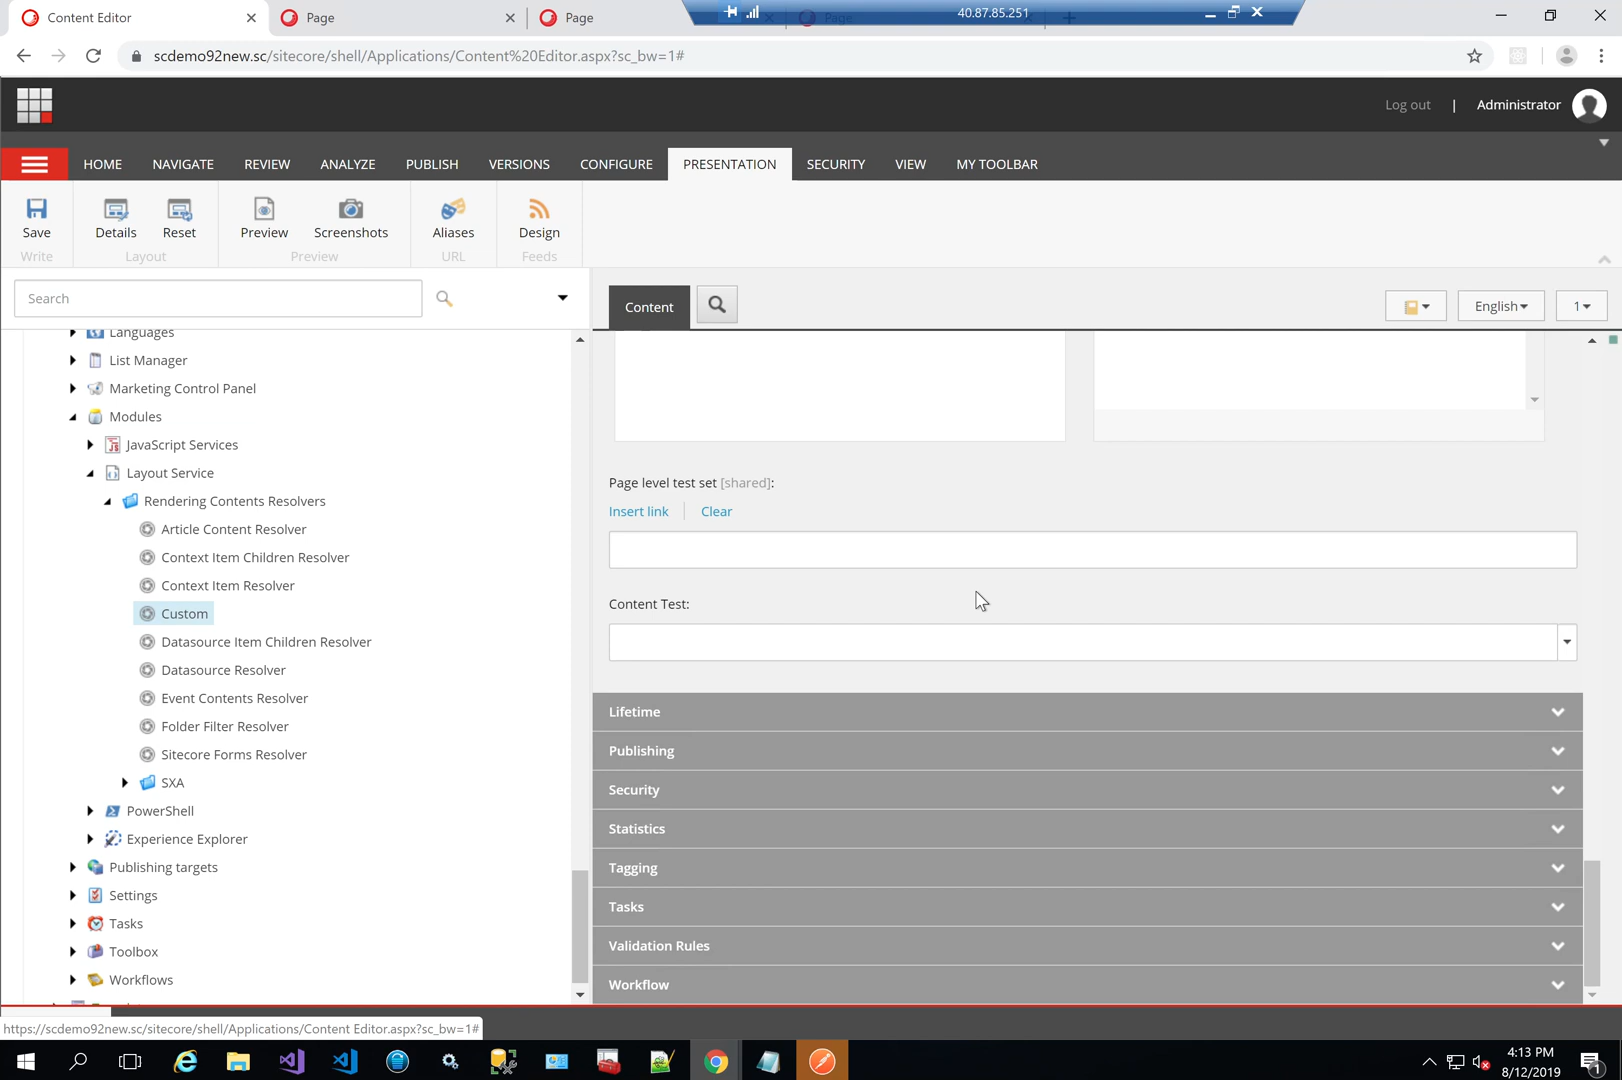 Content Editor
Page
Page
Page
40.87.85.251
scdemo92new.sc/sitecore/shell/Applications/Content%20Editor.aspx?sc_bw=1#
Log out | Administrator
HOME NAVIGATE REVIEW ANALYZE PUBLISH VERSIONS CONFIGURE PRESENTATION SECURITY VIEW MY TOOLBAR
Save Details Reset Preview Screenshots Aliases Design
Write Layout Preview URL Feeds
Search
Content
English
1
Languages
List Manager
Marketing Control Panel
Modules
JavaScript Services
Layout Service
Rendering Contents Resolvers
Article Content Resolver
Context Item Children Resolver
Context Item Resolver
Custom
Datasource Item Children Resolver
Datasource Resolver
Event Contents Resolver
Folder Filter Resolver
Sitecore Forms Resolver
SXA
PowerShell
Experience Explorer
Publishing targets
Settings
Tasks
Toolbox
Workflows
Page level test set [shared]:
Insert link Clear
Content Test:
Lifetime
Publishing
Security
Statistics
Tagging
Tasks
Validation Rules
Workflow
https://scdemo92new.sc/sitecore/shell/Applications/Content Editor.aspx?sc_bw=1#
4:13 PM
8/12/2019
1